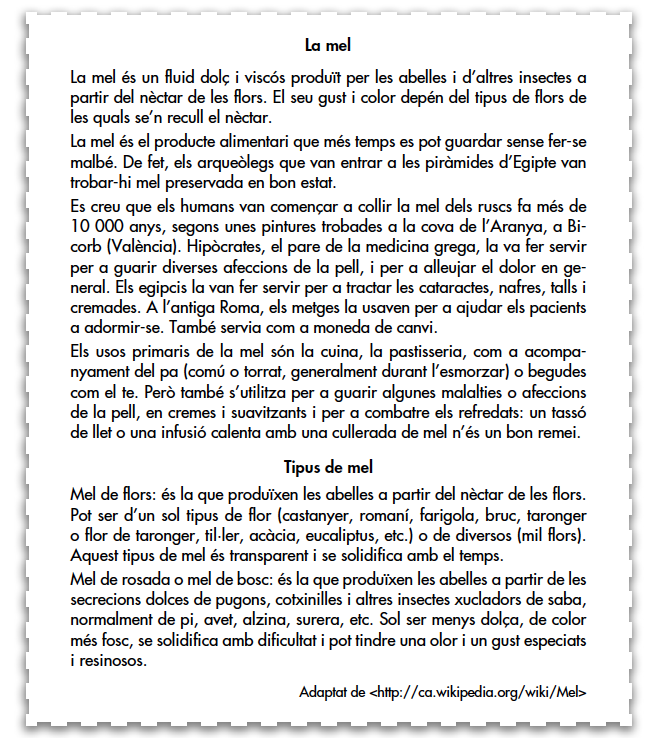 La mel
La mel és un fluid dolç i viscós produït per les abelles i d’altres insectes a
partir del nèctar de les flors. El seu gust i color depén del tipus de flors de
les quals se’n recull el nèctar.
La mel és el producte alimentari que més temps es pot guardar sense fer-se
malbé. De fet, els arqueòlegs que van entrar a les piràmides d’Egipte van
trobar-hi mel preservada en bon estat.
Es creu que els humans van començar a collir la mel dels ruscs fa més de
10 000 anys, segons unes pintures trobades a la cova de l’Aranya, a Bi-
corb (València). Hipòcrates, el pare de la medicina grega, la va fer servir
per a guarir diverses afeccions de la pell, i per a alleujar el dolor en ge-
neral. Els egipcis la van fer servir per a tractar les cataractes, nafres, talls i
cremades. A l’antiga Roma, els metges la usaven per a ajudar els pacients
a adormir-se. També servia com a moneda de canvi.
Els usos primaris de la mel són la cuina, la pastisseria, com a acompa-
nyament del pa (comú o torrat, generalment durant l’esmorzar) o begudes
com el te. Però també s’utilitza per a guarir algunes malalties o afeccions
de la pell, en cremes i suavitzants i per a combatre els refredats: un tassó
de llet o una infusió calenta amb una cullerada de mel n’és un bon remei.
Tipus de mel
Mel de flors: és la que produïxen les abelles a partir del nèctar de les flors.
Pot ser d’un sol tipus de flor (castanyer, romaní, farigola, bruc, taronger
o flor de taronger, til·ler, acàcia, eucaliptus, etc.) o de diversos (mil flors).
Aquest tipus de mel és transparent i se solidifica amb el temps.
Mel de rosada o mel de bosc: és la que produïxen les abelles a partir de les
secrecions dolces de pugons, cotxinilles i altres insectes xucladors de saba,
normalment de pi, avet, alzina, surera, etc. Sol ser menys dolça, de color
més fosc, se solidifica amb dificultat i pot tindre una olor i un gust especiats
i resinosos.
Adaptat de <http://ca.wikipedia.org/wiki/Mel>